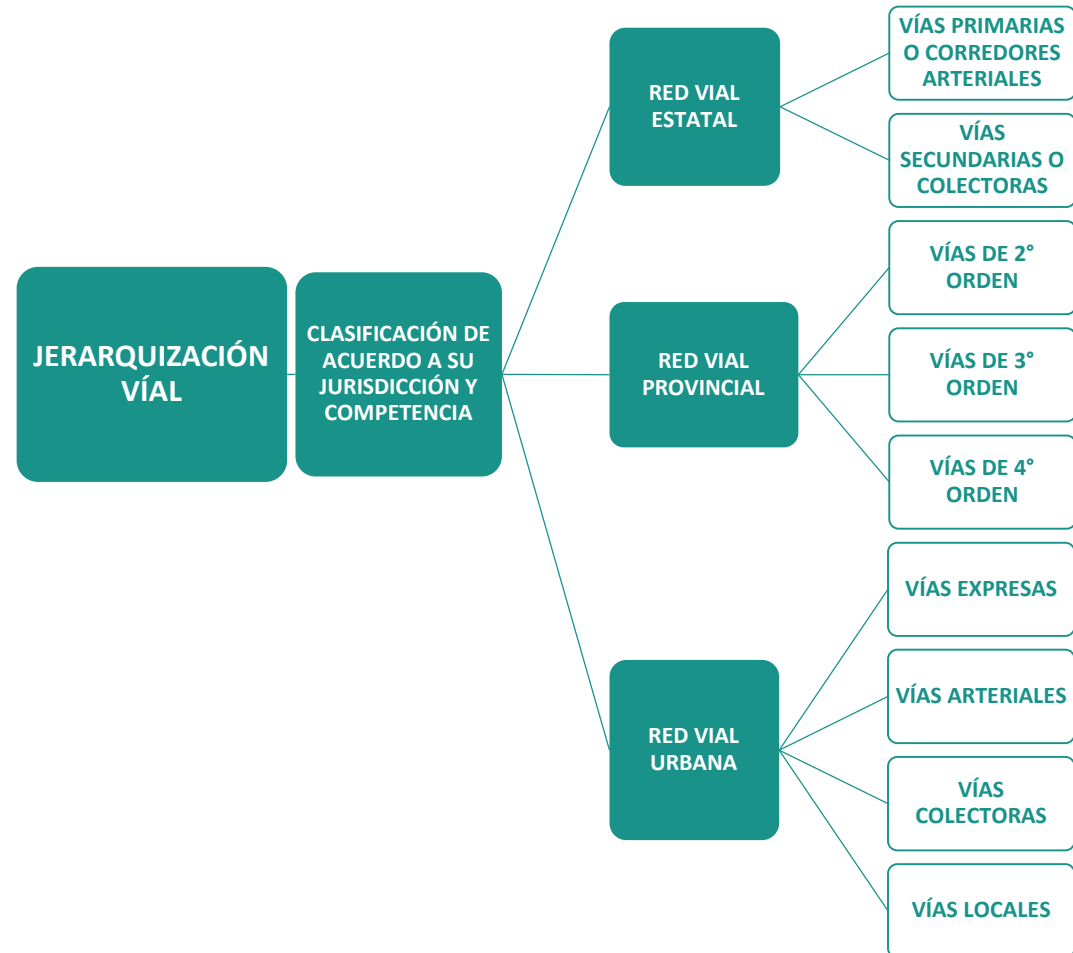 JERARQUIZACIÓN
VÍAL
CLASIFICACIÓN DE
ACUERDO A SU
JURISDICCIÓN Y
COMPETENCIA
RED VIAL
ESTATAL
VÍAS PRIMARIAS
O CORREDORES
ARTERIALES
VÍAS
SECUNDARIAS O
COLECTORAS
RED VIAL
PROVINCIAL
VÍAS DE 2°
ORDEN
VÍAS DE 3°
ORDEN
VÍAS DE 4°
ORDEN
RED VIAL
URBANA
VÍAS EXPRESAS
VÍAS ARTERIALES
VÍAS
COLECTORAS
VÍAS LOCALES